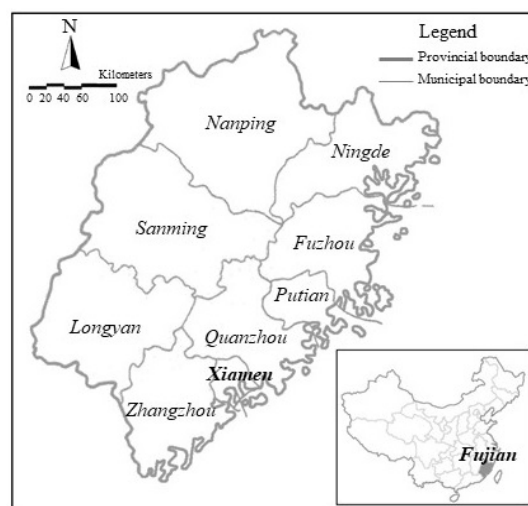 N
Kilometers
0 20 40 60 100
Legend
Provincial boundary
Municipal boundary
Nanping
Ningde
Sanming
Fuzhou
Putian
Longyan
Quanzhou
Xiamen
Zhangzhou
Fujian